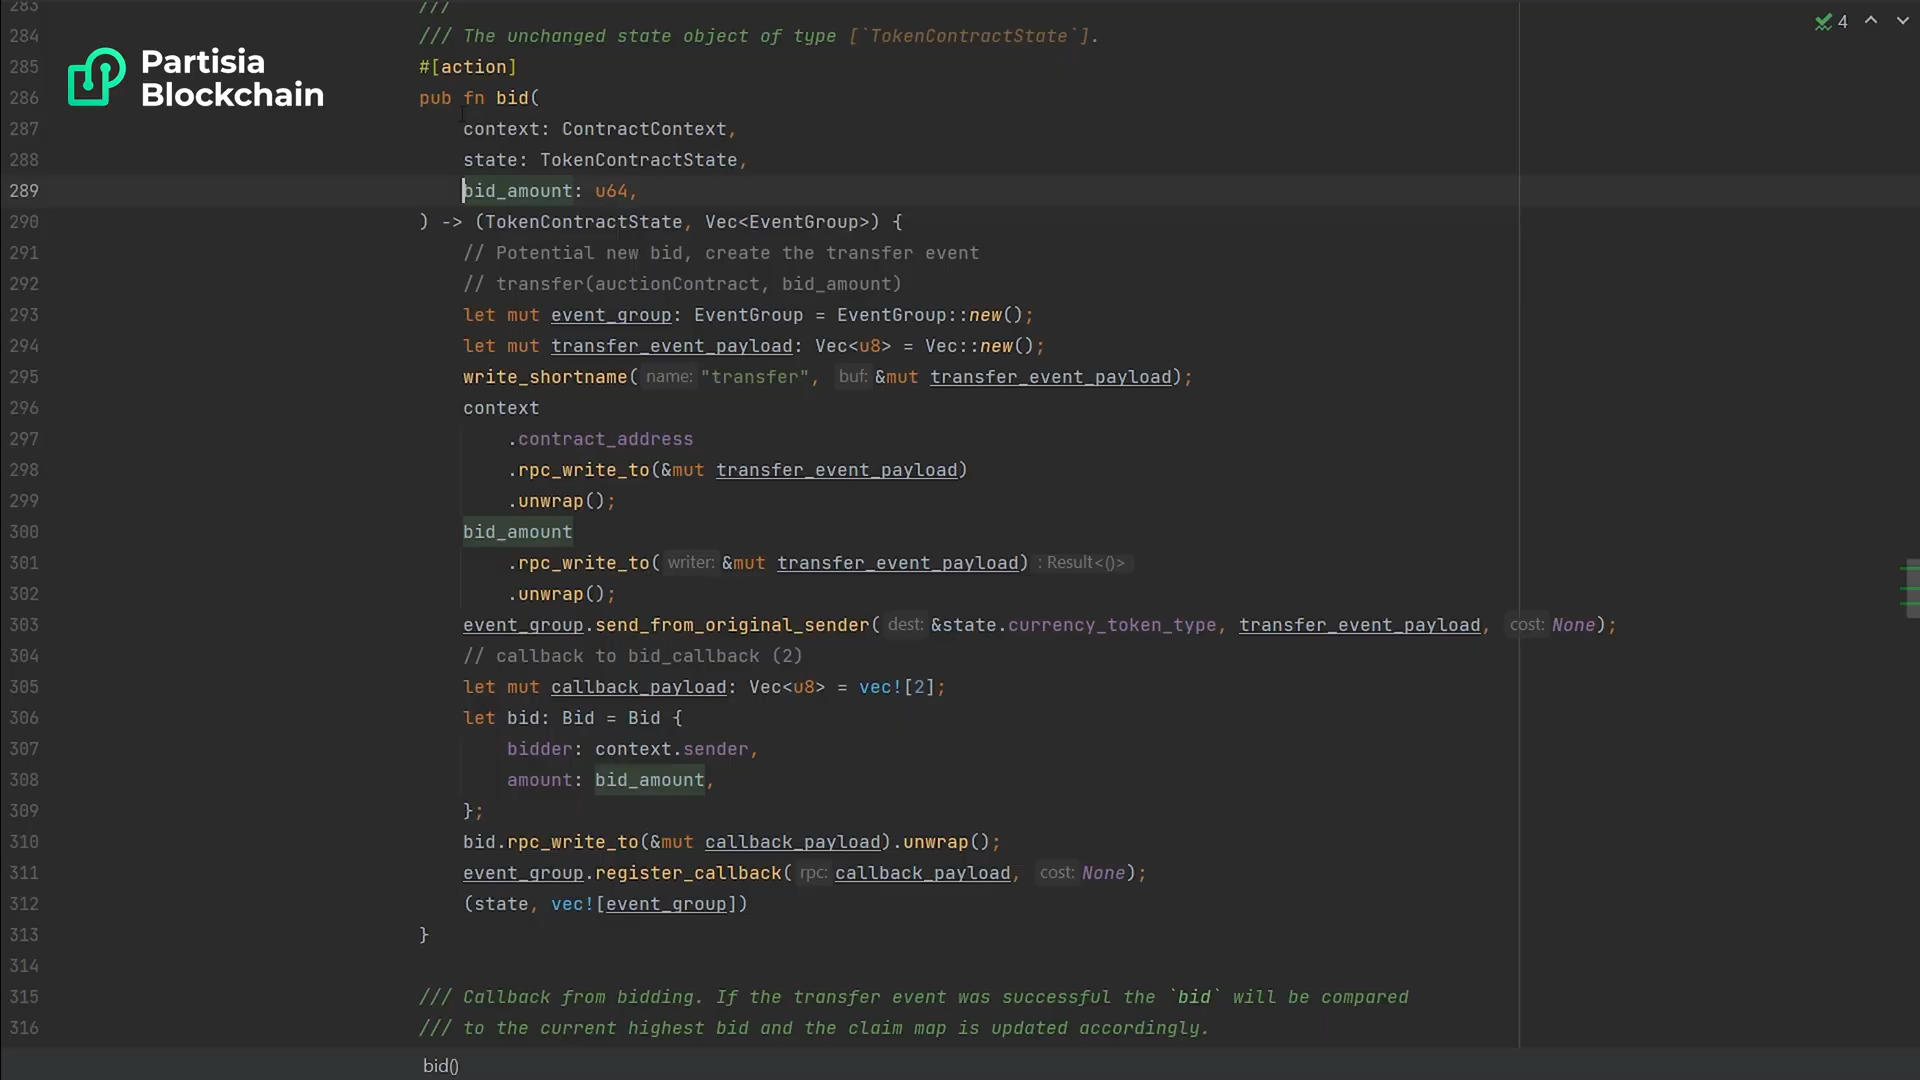 283 ///
284 /// The unchanged state object of type [`TokenContractState`].
4
Partisia
Blockchain
285 #[action]
286 pub fn bid(
287 context: ContractContext,
288 state: TokenContractState,
289 bid_amount: u64,
290 ) -> (TokenContractState, Vec<EventGroup>) {
291 // Potential new bid, create the transfer event
292 // transfer(auctionContract, bid_amount)
293 let mut event_group: EventGroup = EventGroup::new();
294 let mut transfer_event_payload: Vec<u8> = Vec::new();
295 write_shortname( name: "transfer", buf: &mut transfer_event_payload);
296 context
297 .contract_address
298 .rpc_write_to(&mut transfer_event_payload)
299 .unwrap();
300 bid_amount
301 .rpc_write_to( writer: &mut transfer_event_payload) : Result<()>
302 .unwrap();
303 event_group.send_from_original_sender( dest: &state.currency_token_type, transfer_event_payload, cost: None);
304 // callback to bid_callback (2)
305 let mut callback_payload: Vec<u8> = vec![2];
306 let bid: Bid = Bid {
307 bidder: context.sender,
308 amount: bid_amount,
309 };
310 bid.rpc_write_to(&mut callback_payload).unwrap();
311 event_group.register_callback( rpc: callback_payload, cost: None);
312 (state, vec![event_group])
313 }
314
315 /// Callback from bidding. If the transfer event was successful the `bid` will be compared
316 /// to the current highest bid and the claim map is updated accordingly.
bid()